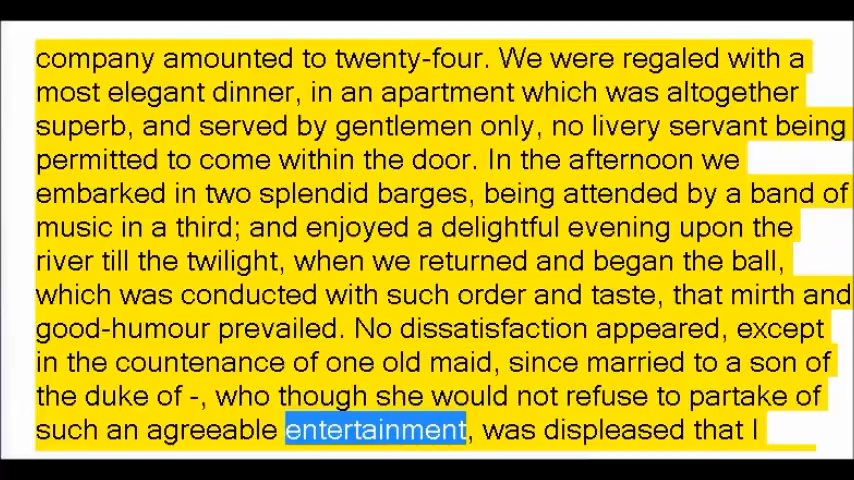 company amounted to twenty-four. We were regaled with a
most elegant dinner, in an apartment which was altogether
superb, and served by gentlemen only, no livery servant being
permitted to come within the door. In the afternoon we
embarked in two splendid barges, being attended by a band of
music in a third; and enjoyed a delightful evening upon the
river till the twilight, when we returned and began the ball,
which was conducted with such order and taste, that mirth and
good-humour prevailed. No dissatisfaction appeared, except
in the countenance of one old maid, since married to a son of
the duke of -, who though she would not refuse to partake of
such an agreeable entertainment, was displeased that I